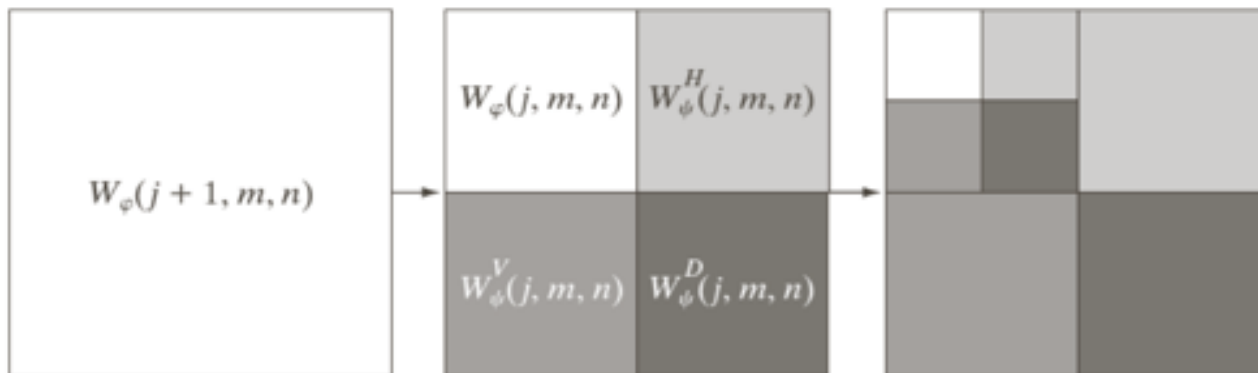 W_φ(j + 1, m, n)
W_φ(j, m, n)
W_ψ^H(j, m, n)
W_ψ^V(j, m, n)
W_ψ^D(j, m, n)